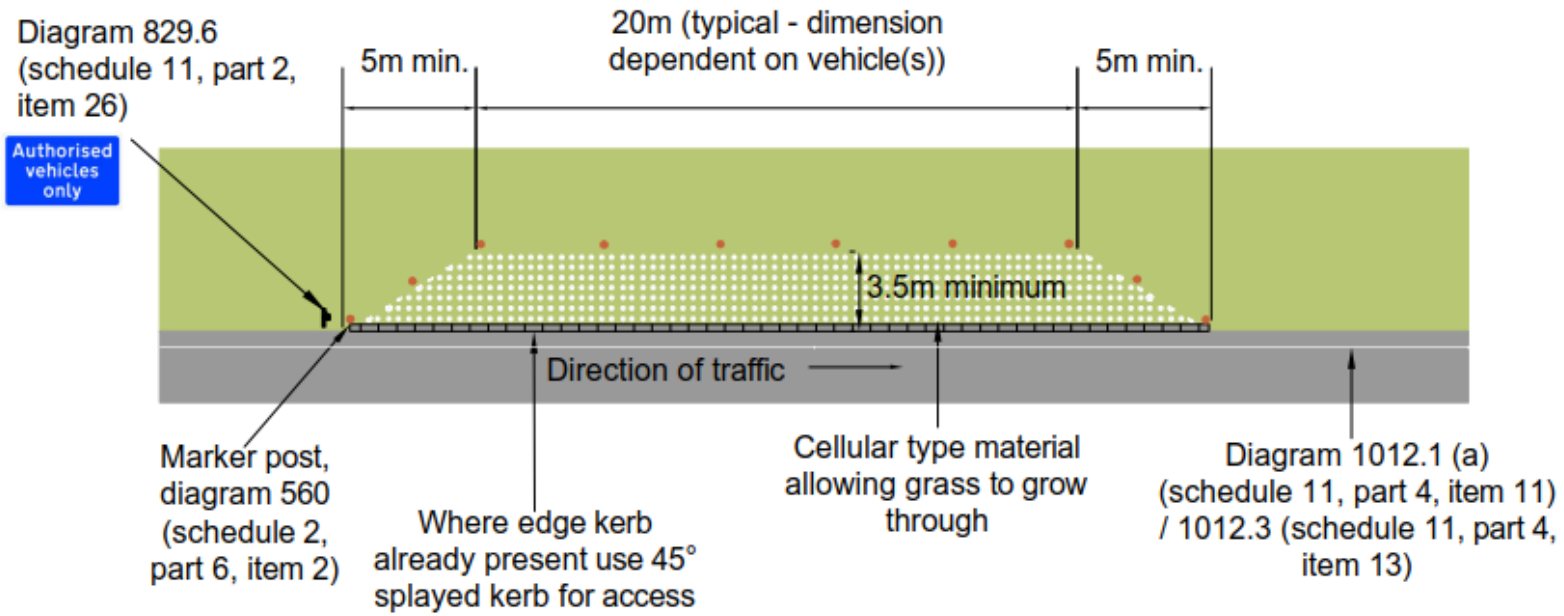 Diagram 829.6
(schedule 11, part 2,
item 26)
5m min.
20m (typical - dimension
dependent on vehicle(s))
5m min.
Authorised
vehicles
only
3.5m minimum
Direction of traffic
Marker post,
diagram 560
(schedule 2,
part 6, item 2)
Where edge kerb
already present use 45°
splayed kerb for access
Cellular type material
allowing grass to grow
through
Diagram 1012.1 (a)
(schedule 11, part 4, item 11)
/ 1012.3 (schedule 11, part 4,
item 13)